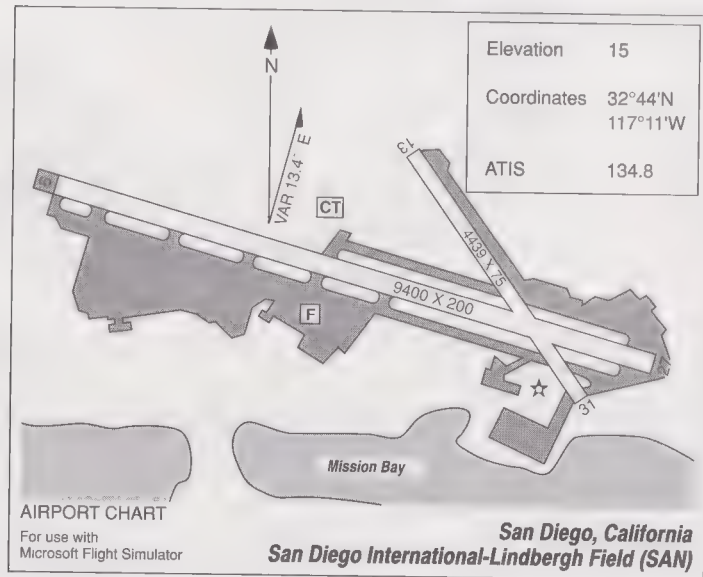 Elevation 15
Coordinates 32°44'N
117°11'W
ATIS 134.8
N
VAR 13.4° E
CT
13
9
4439 X 75
9400 X 200
F
27
31
Mission Bay
AIRPORT CHART
For use with
Microsoft Flight Simulator
San Diego, California
San Diego International-Lindbergh Field (SAN)